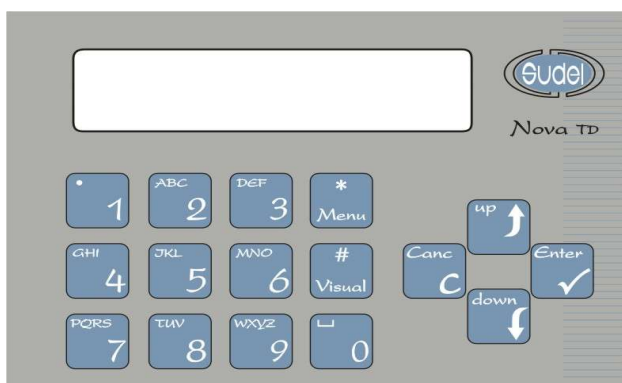 Sudel
Nova TD
• 1
ABC 2
DEF 3
* Menu
GHI 4
JKL 5
MNO 6
# Visual
PQRS 7
TUV 8
WXYZ 9
⎵ 0
up
Canc C
Enter ✓
down